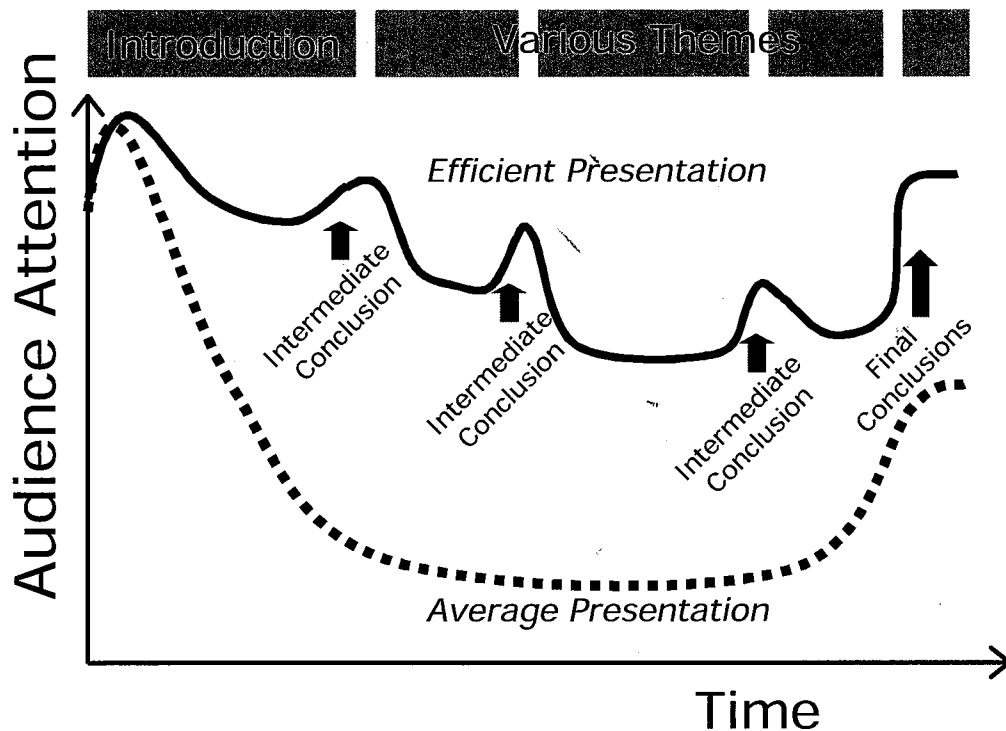 Introduction
Various Themes
Audience Attention
Efficient Presentation
Intermediate
Conclusion
Intermediate
Conclusion
Intermediate
Conclusion
Final
Conclusions
Average Presentation
Time